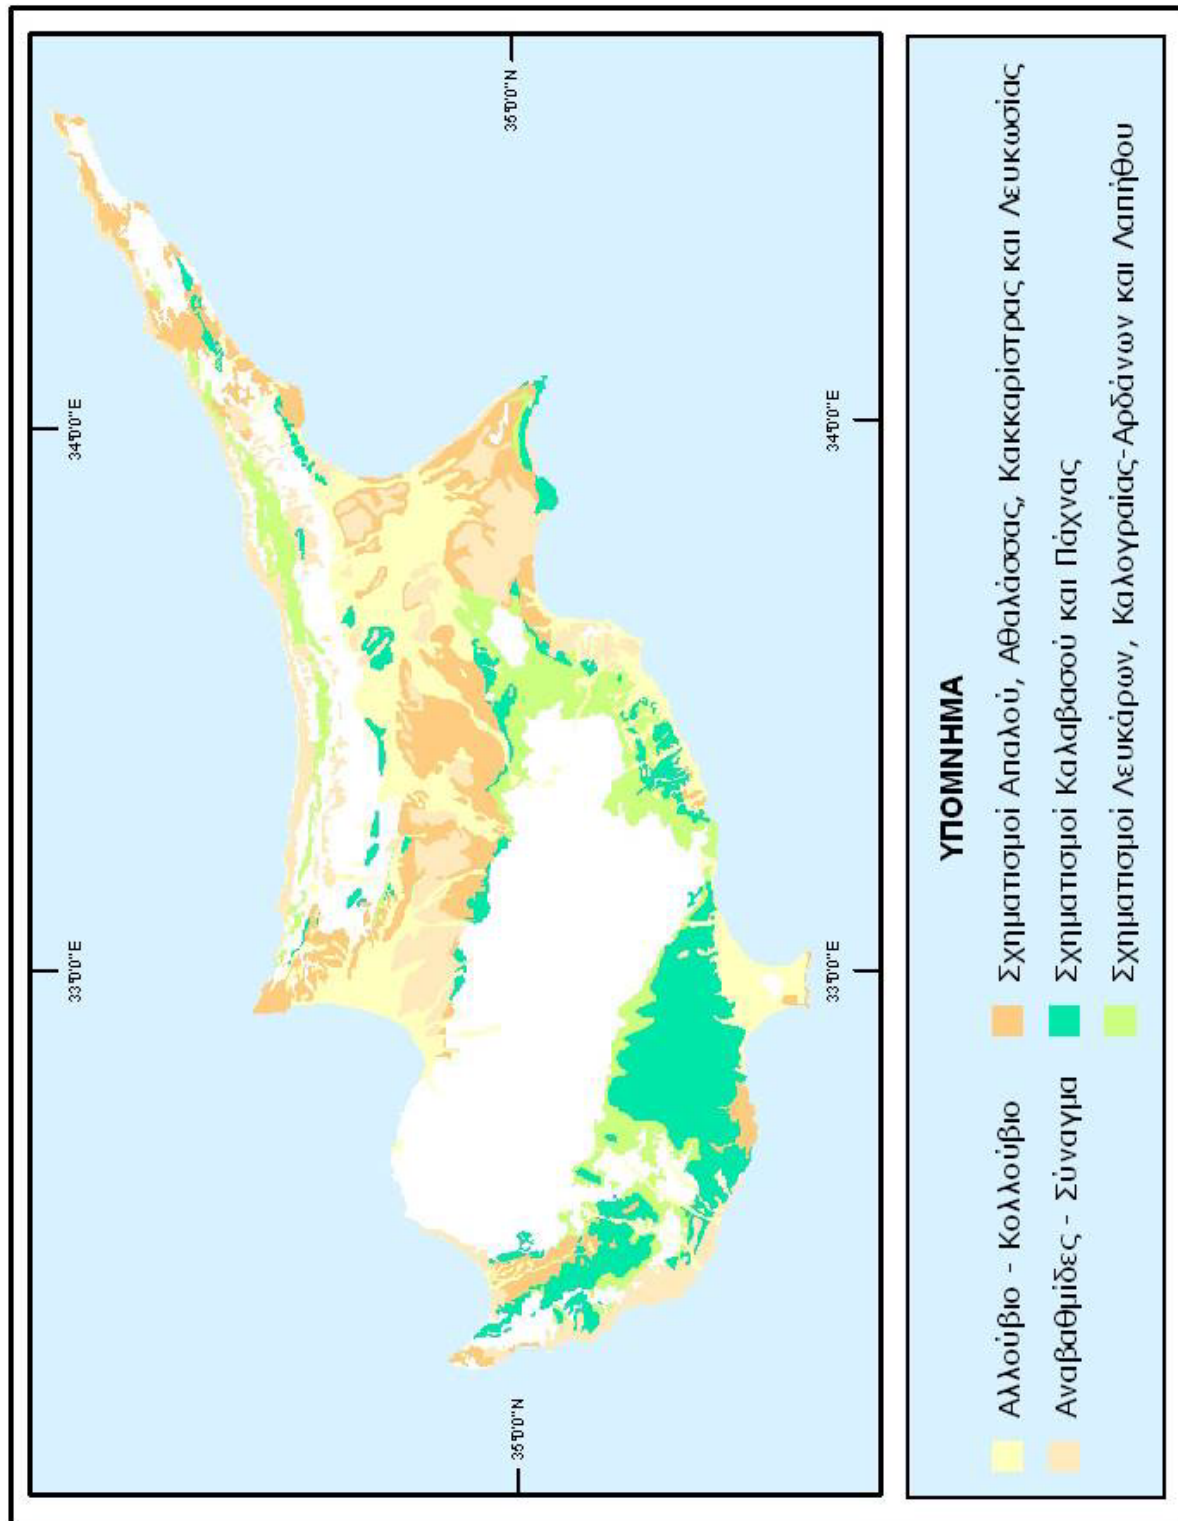 33°0'0"E
34°0'0"E
35°0'0"N
35°0'0"N
33°0'0"E
34°0'0"E
ΥΠΟΜΝΗΜΑ
Αλλούβιο - Κολλούβιο
Αναβαθμίδες - Σύναγμα
Σχηματισμοί Απαλού, Αθαλάσσας, Κακκαρίστρας και Λευκωσίας
Σχηματισμοί Καλαβασού και Πάχνας
Σχηματισμοί Λευκάρων, Καλογραίας-Αρδάνων και Λαπήθου